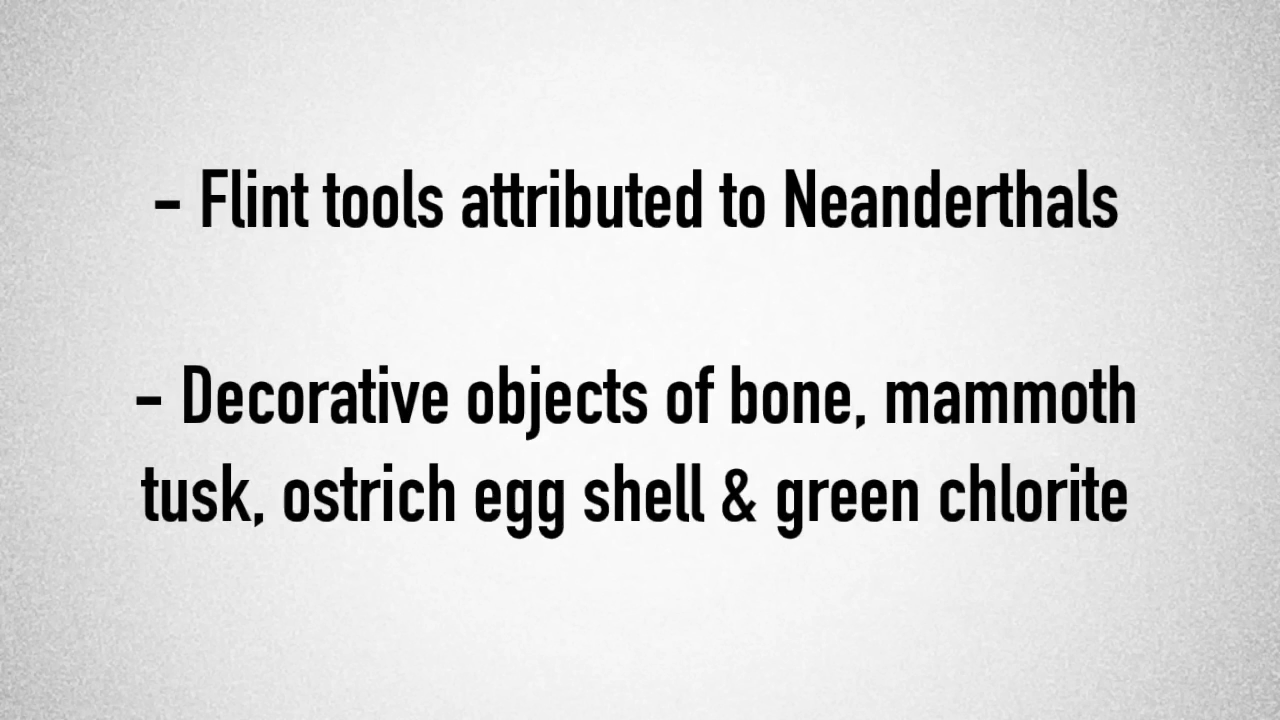 - Flint tools attributed to Neanderthals
- Decorative objects of bone, mammoth
tusk, ostrich egg shell & green chlorite